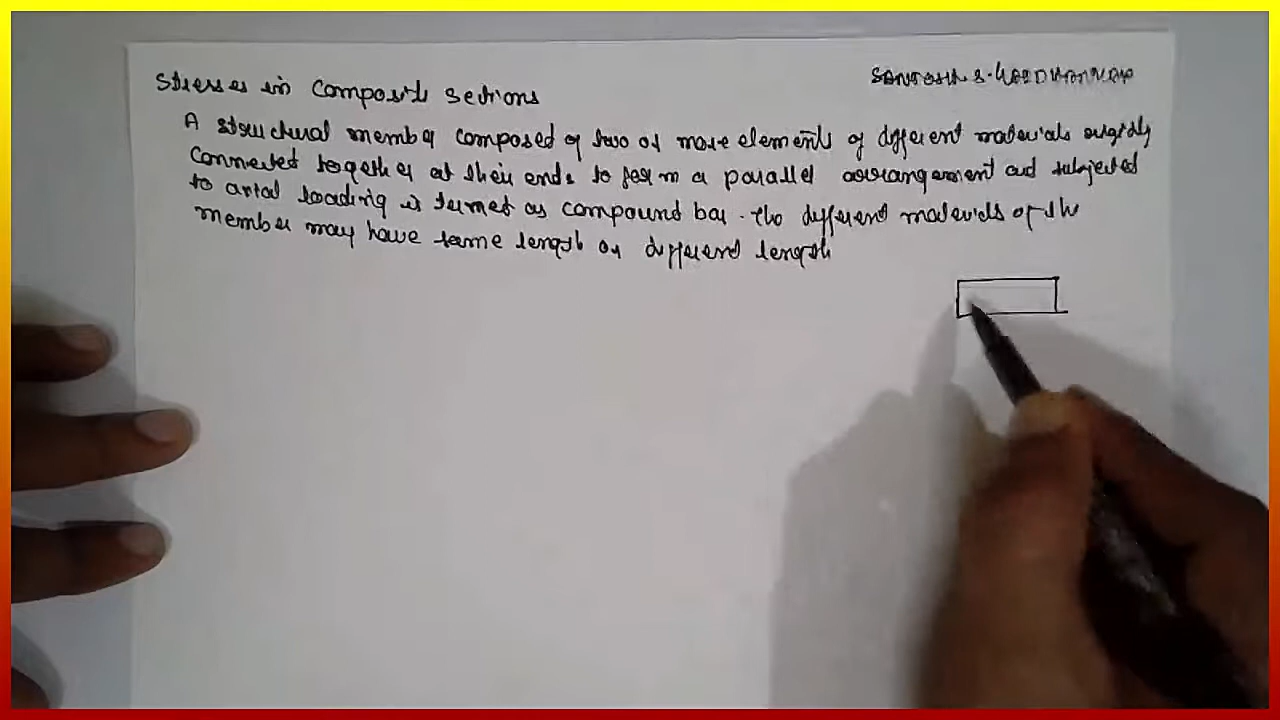 Stresses in Composite Sections
A structural member composed of two or more elements of different materials rigidly
connected together at their ends to form a parallel arrangement and subjected
to axial loading is termed as compound bar. The different materials of the
member may have same length or different length